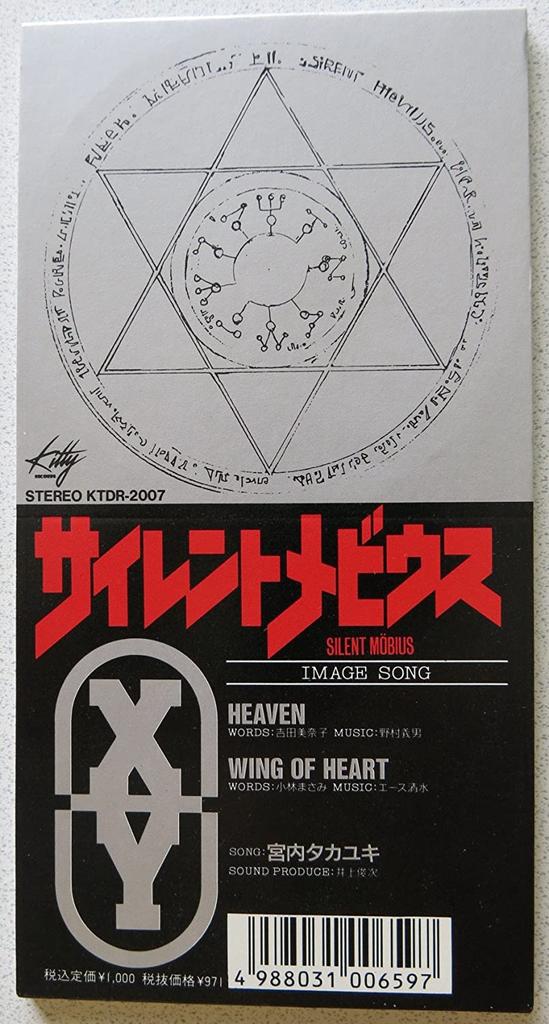 Kitty
RECORDS
STEREO KTDR-2007
サイレントメビウス
SILENT MÖBIUS
IMAGE SONG
XY
HEAVEN
WORDS:吉田美奈子 MUSIC:野村義男
WING OF HEART
WORDS:小林まさみ MUSIC:エース清水
SONG:宮内タカユキ
SOUND PRODUCE:井上俊次
税込定価¥1,000 税抜価格¥971
4 988031 006597